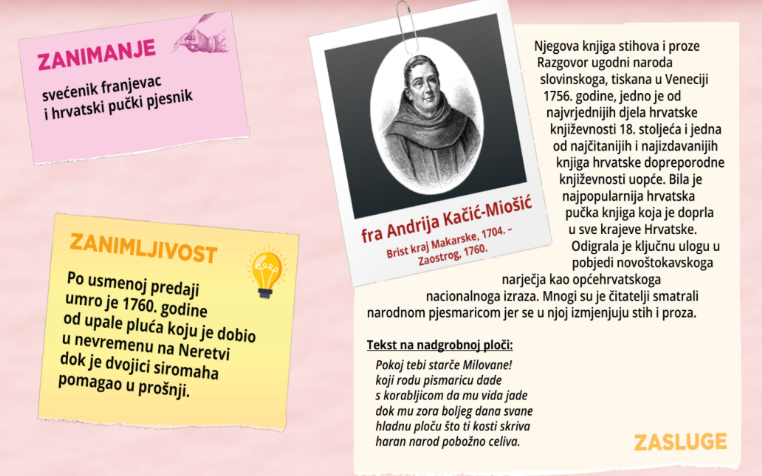 ZANIMANJE
svećenik franjevac
i hrvatski pučki pjesnik
ZANIMLJIVOST
Po usmenoj predaji
umro je 1760. godine
od upale pluća koju je dobio
u nevremenu na Neretvi
dok je dvojici siromaha
pomagao u prošnji.
fra Andrija Kačić-Miošić
Brist kraj Makarske, 1704. –
Zaostrog, 1760.
Njegova knjiga stihova i proze
Razgovor ugodni naroda
slovinskoga, tiskana u Veneciji
1756. godine, jedno je od
najvrjednijih djela hrvatske
književnosti 18. stoljeća i jedna
od najčitanijih i najizdavanijih
knjiga hrvatske dopreporodne
književnosti uopće. Bila je
najpopularnija hrvatska
pučka knjiga koja je doprla
u sve krajeve Hrvatske.
Odigrala je ključnu ulogu u
pobjedi novoštokavskoga
narječja kao općehrvatskoga
nacionalnoga izraza. Mnogi su je čitatelji smatrali
narodnom pjesmaricom jer se u njoj izmjenjuju stih i proza.
Tekst na nadgrobnoj ploči:
Pokoj tebi starče Milovane!
koji rodu pismaricu dade
s korabljicom da mu vida jade
dok mu zora boljeg dana svane
hladnu ploču što ti kosti skriva
haran narod pobožno celiva.
ZASLUGE